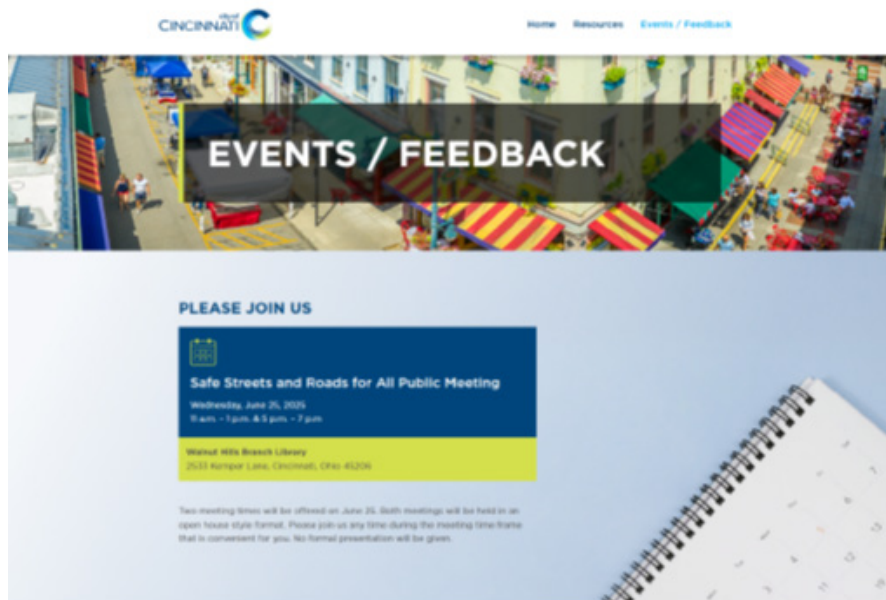 city of
CINCINNATI
Home Resources Events / Feedback
EVENTS / FEEDBACK
PLEASE JOIN US
Safe Streets and Roads for All Public Meeting
Wednesday, June 25, 2025
11 a.m. – 1 p.m. & 5 p.m. – 7 p.m
Walnut Hills Branch Library
2533 Kemper Lane, Cincinnati, Ohio 45206
Two meeting times will be offered on June 25. Both meetings will be held in an
open house style format. Please join us any time during the meeting time frame
that is convenient for you. No formal presentation will be given.